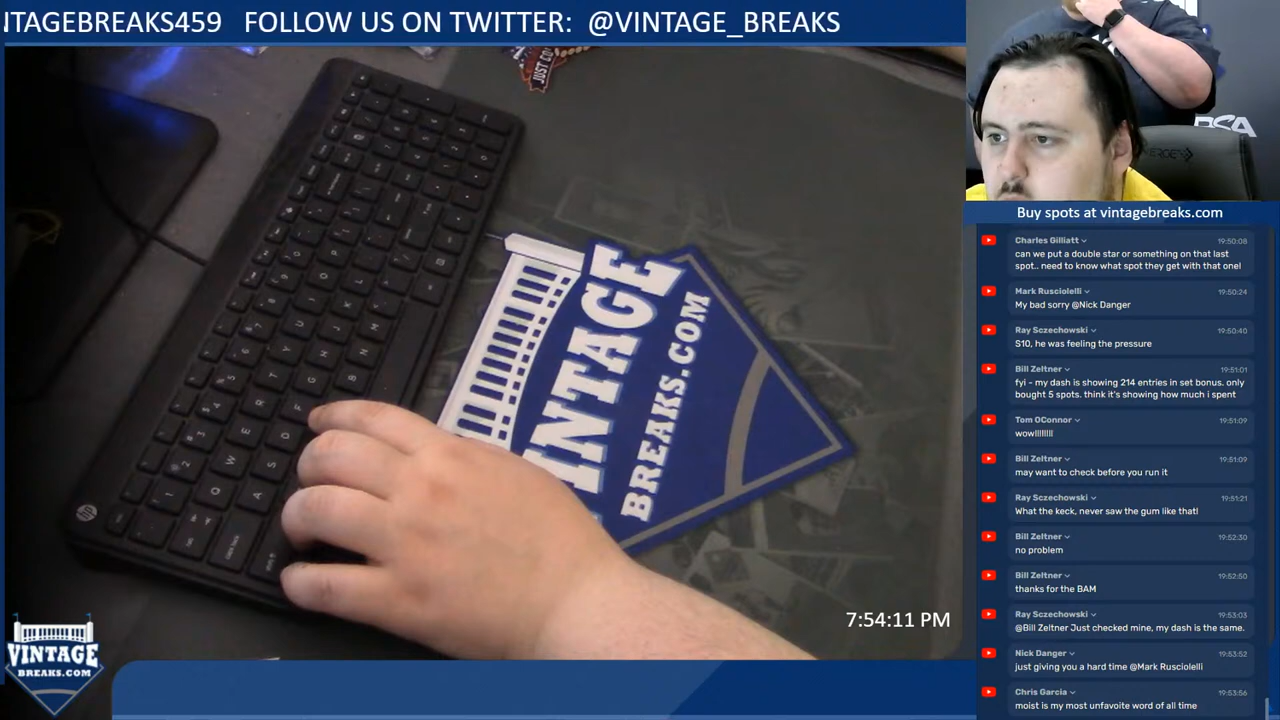 NTAGEBREAKS459 FOLLOW US ON TWITTER: @VINTAGE_BREAKS
JUST CO
VINTAGE
BREAKS.COM
7:54:11 PM
VINTAGE
BREAKS.COM
Buy spots at vintagebreaks.com
Charles Gilliatt 19:50:08
can we put a double star or something on that last
spot.. need to know what spot they get with that one!
Mark Rusciolelli 19:50:24
My bad sorry @Nick Danger
Ray Sczechowski 19:50:40
S10, he was feeling the pressure
Bill Zeltner 19:51:01
fyi - my dash is showing 214 entries in set bonus. only
bought 5 spots. think it's showing how much i spent
Tom OConnor 19:51:09
wow!!!!!!!!
Bill Zeltner 19:51:09
may want to check before you run it
Ray Sczechowski 19:51:21
What the keck, never saw the gum like that!
Bill Zeltner 19:52:30
no problem
Bill Zeltner 19:52:50
thanks for the BAM
Ray Sczechowski 19:53:03
@Bill Zeltner Just checked mine, my dash is the same.
Nick Danger 19:53:52
just giving you a hard time @Mark Rusciolelli
Chris Garcia 19:53:56
moist is my most unfavoite word of all time